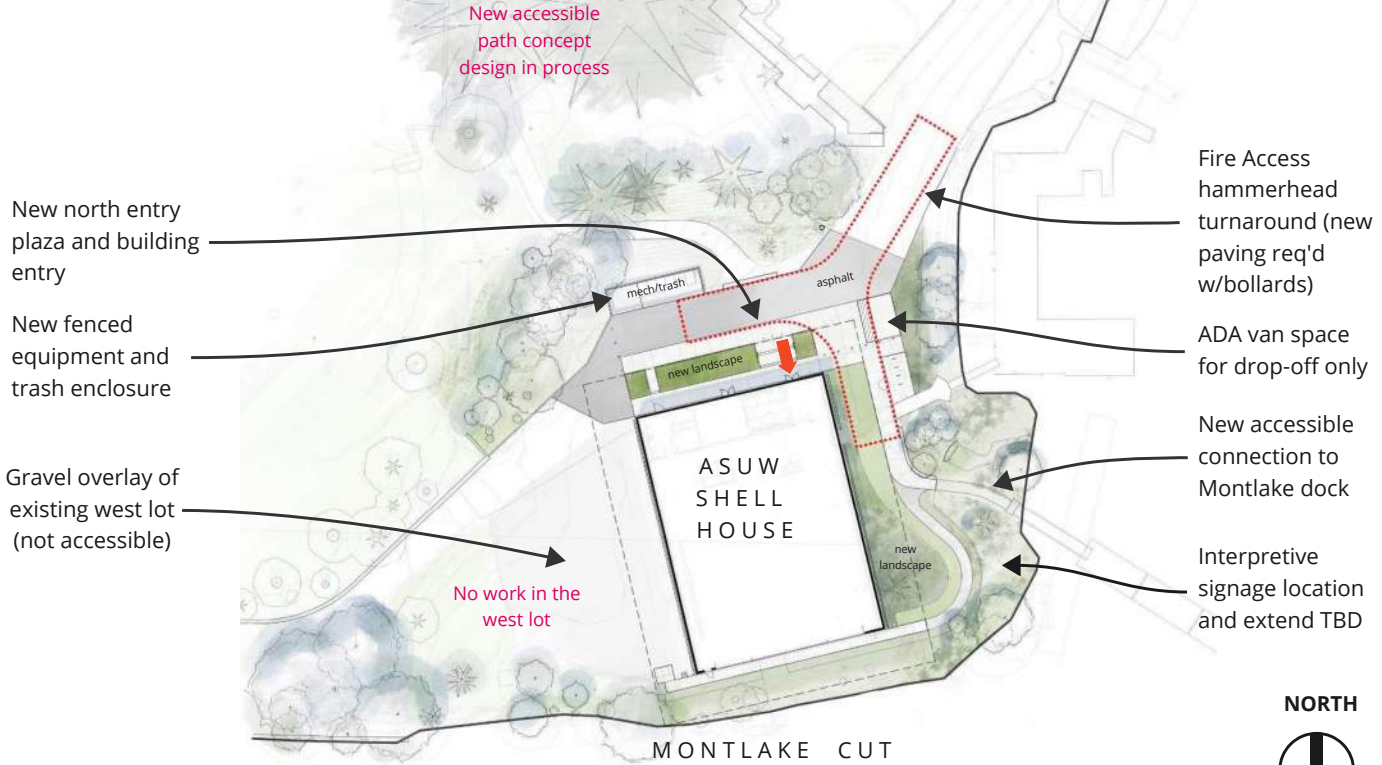 New accessible
path concept
design in process
New north entry
plaza and building
entry
New fenced
equipment and
trash enclosure
Gravel overlay of
existing west lot
(not accessible)
No work in the
west lot
mech/trash
asphalt
new landscape
ASUW
SHELL
HOUSE
new
landscape
Fire Access
hammerhead
turnaround (new
paving req'd
w/bollards)
ADA van space
for drop-off only
New accessible
connection to
Montlake dock
Interpretive
signage location
and extend TBD
NORTH
MONTLAKE CUT